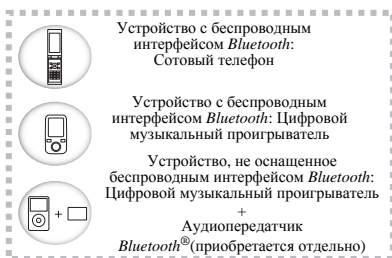 Устройство с беспроводным
интерфейсом Bluetooth:
Сотовый телефон
Устройство с беспроводным
интерфейсом Bluetooth: Цифровой
музыкальный проигрыватель
Устройство, не оснащенное
беспроводным интерфейсом Bluetooth:
Цифровой музыкальный проигрыватель
+
Аудиопередатчик
Bluetooth®(приобретается отдельно)